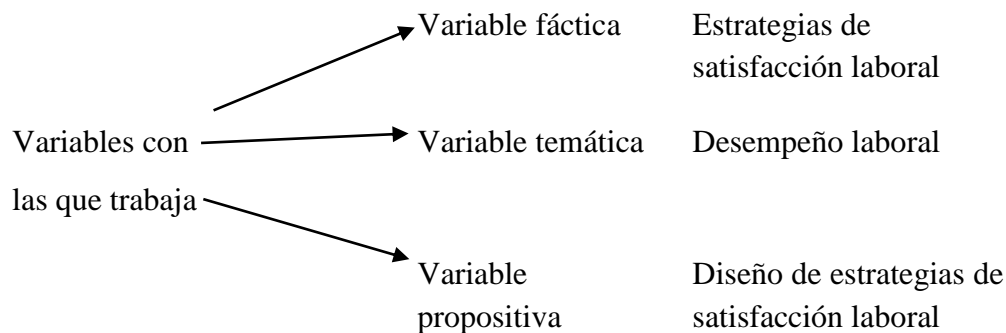 Variables con
las que trabaja
Variable fáctica
Estrategias de
satisfacción laboral
Variable temática
Desempeño laboral
Variable
propositiva
Diseño de estrategias de
satisfacción laboral